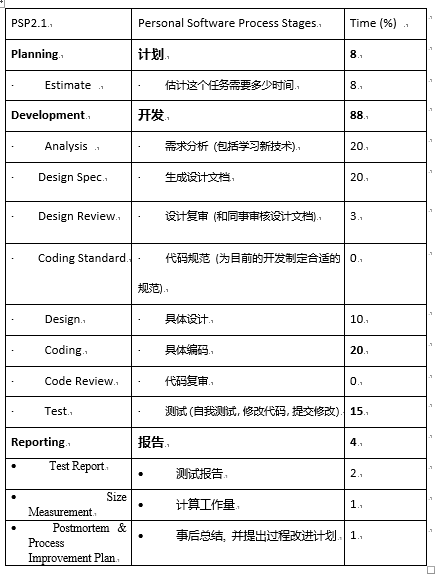 PSP2.1. Personal Software Process Stages. Time (%)
Planning 计划 8
· Estimate · 估计这个任务需要多少时间 8
Development 开发 88
· Analysis · 需求分析 (包括学习新技术) 20
· Design Spec · 生成设计文档 20
· Design Review · 设计复审 (和同事审核设计文档) 3
· Coding Standard · 代码规范 (为目前的开发制定合适的 0
规范)
· Design · 具体设计 10
· Coding · 具体编码 20
· Code Review · 代码复审 0
· Test · 测试 (自我测试, 修改代码, 提交修改) 15
Reporting 报告 4
• Test Report • 测试报告 2
• Size
Measurement • 计算工作量 1
• Postmortem &
Process • 事后总结, 并提出过程改进计划 1
Improvement Plan